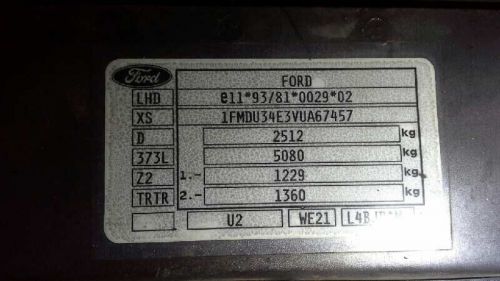 Ford FORD
LHD e11*93/81*0029*02
XS 1FMDU34E3VUA67457
D 2512 kg
373L 5080 kg
Z2 1.- 1229 kg
TRTR 2.- 1360 kg
U2 WE21